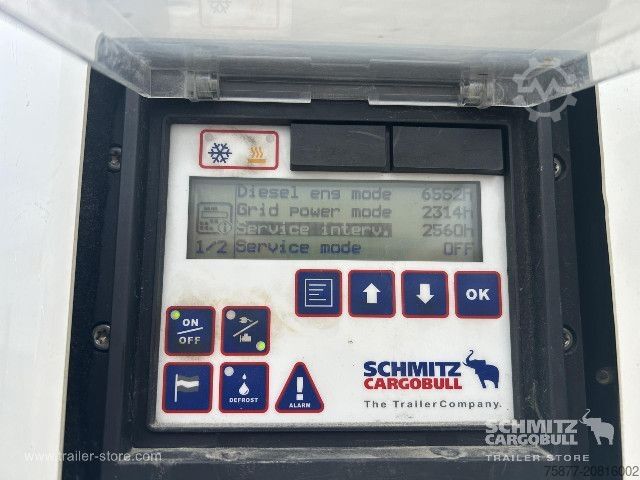 Diesel eng mode 6552H
Grid power mode 2314H
Service interv. 2560h
1/2 Service mode OFF
OK
ON
OFF
DEFROST
ALARM
SCHMITZ
CARGOBULL
The TrailerCompany.
SCHMITZ
CARGOBULL
TRAILER STORE
www.trailer-store.com
75877-20816002